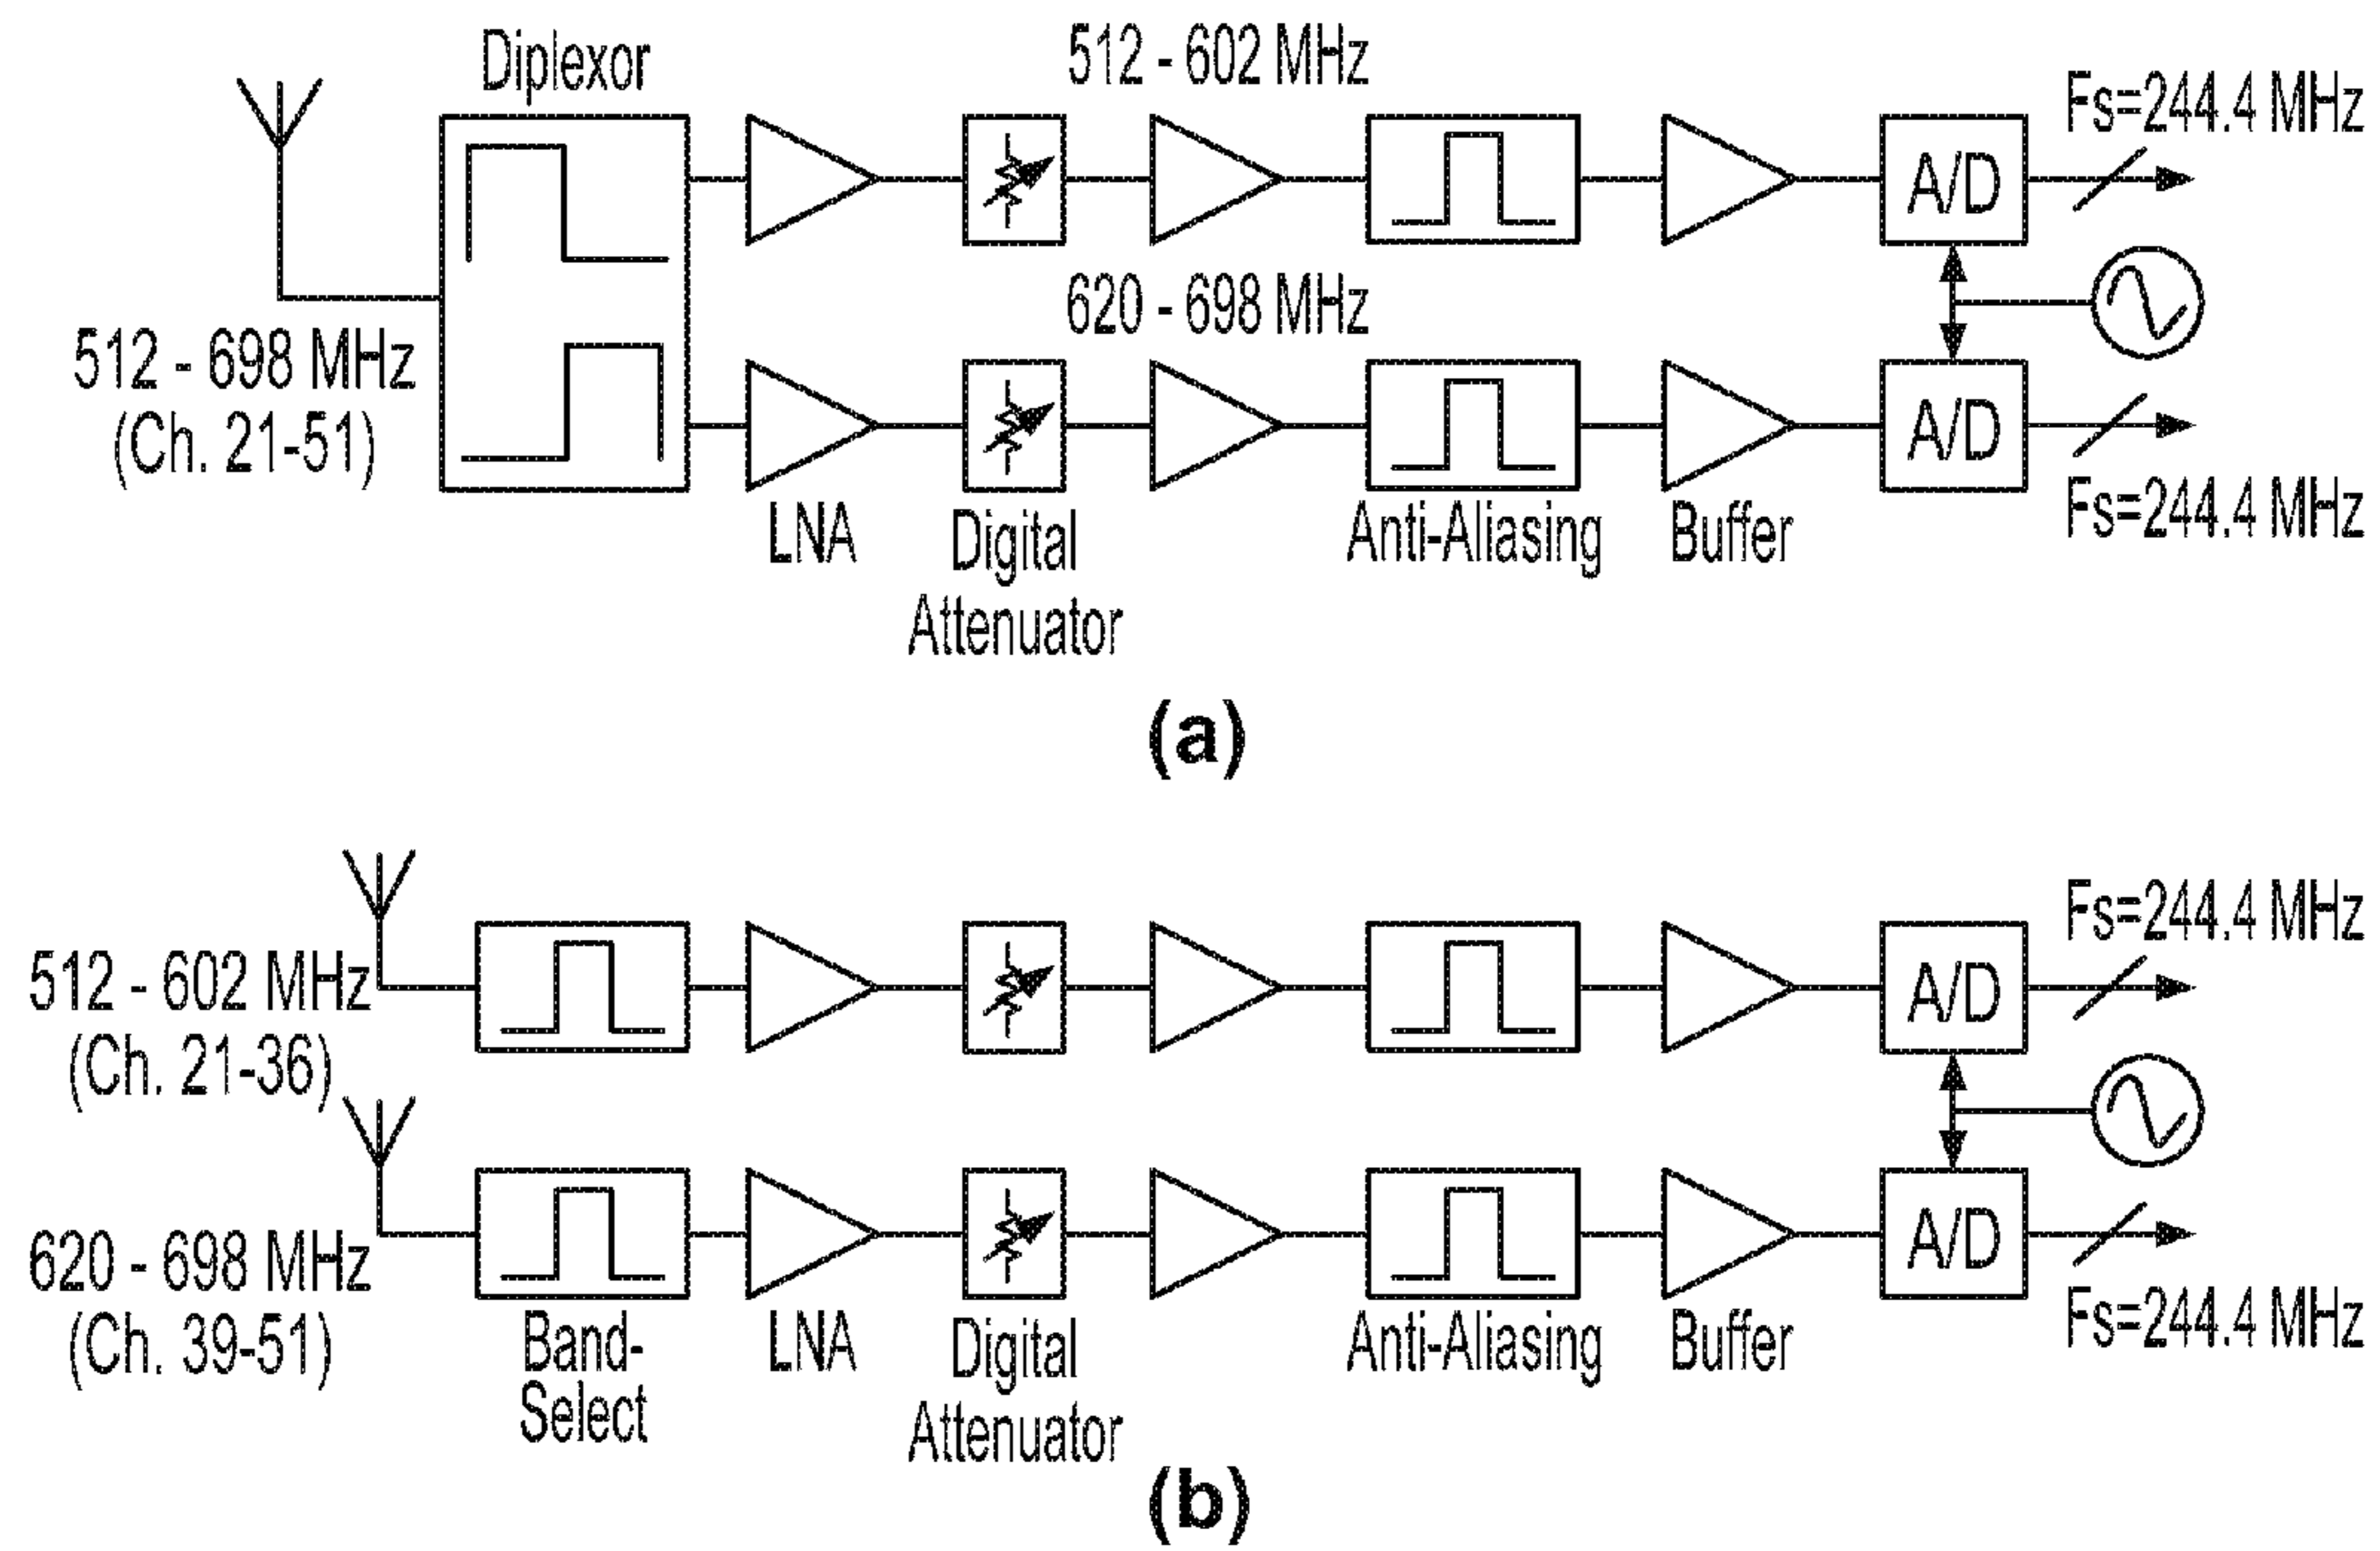 Diplexor
512 - 602 MHz
Fs=244.4 MHz
A/D
620 - 698 MHz
512 - 698 MHz
(Ch. 21-51)
A/D
Fs=244.4 MHz
LNA
Digital
Attenuator
Anti-Aliasing
Buffer
(a)
Fs=244.4 MHz
512 - 602 MHz
(Ch. 21-36)
A/D
620 - 698 MHz
(Ch. 39-51)
A/D
Fs=244.4 MHz
Band-
Select
LNA
Digital
Attenuator
Anti-Aliasing
Buffer
(b)